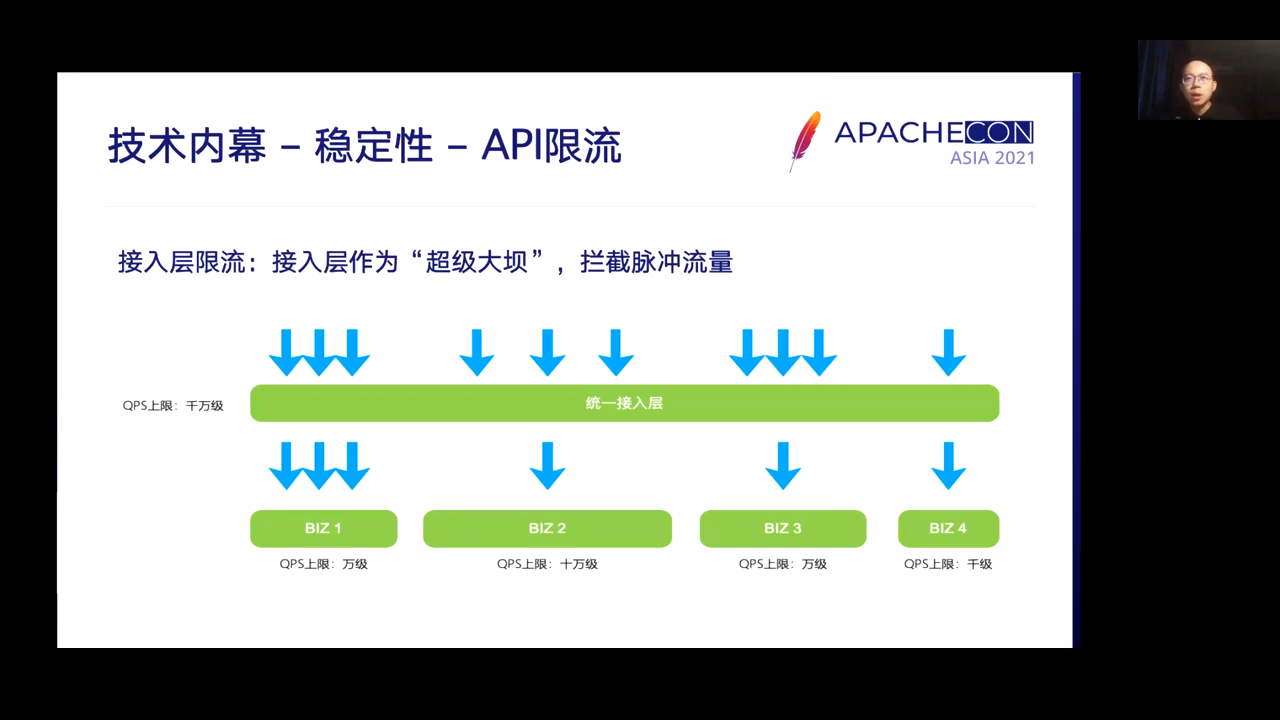 技术内幕 – 稳定性 – API限流
APACHECON
ASIA 2021
接入层限流：接入层作为“超级大坝”，拦截脉冲流量
QPS上限：千万级
统一接入层
BIZ 1
BIZ 2
BIZ 3
BIZ 4
QPS上限：万级
QPS上限：十万级
QPS上限：万级
QPS上限：千级